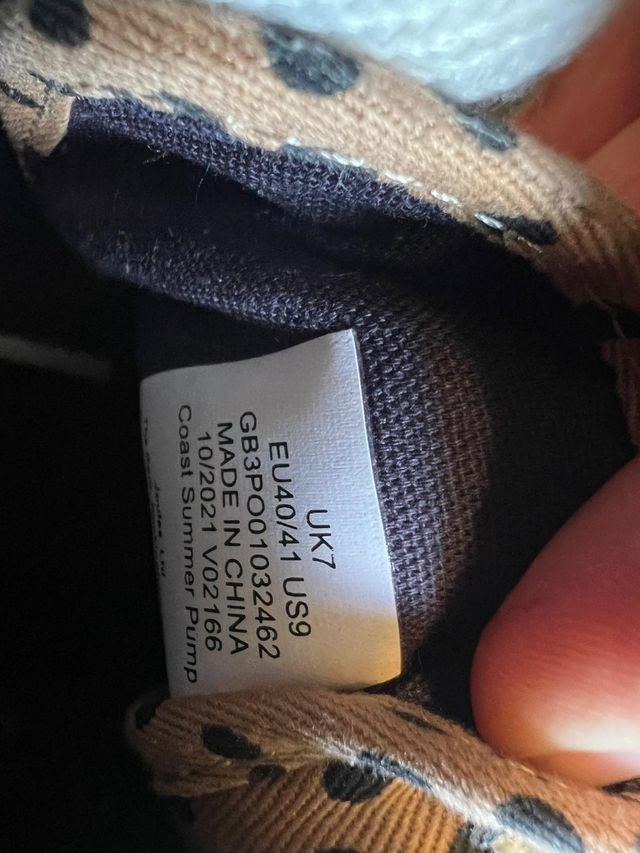 UK7
EU40/41 US9
GB3PO01032462
MADE IN CHINA
10/2021 V02166
Coast Summer Pump